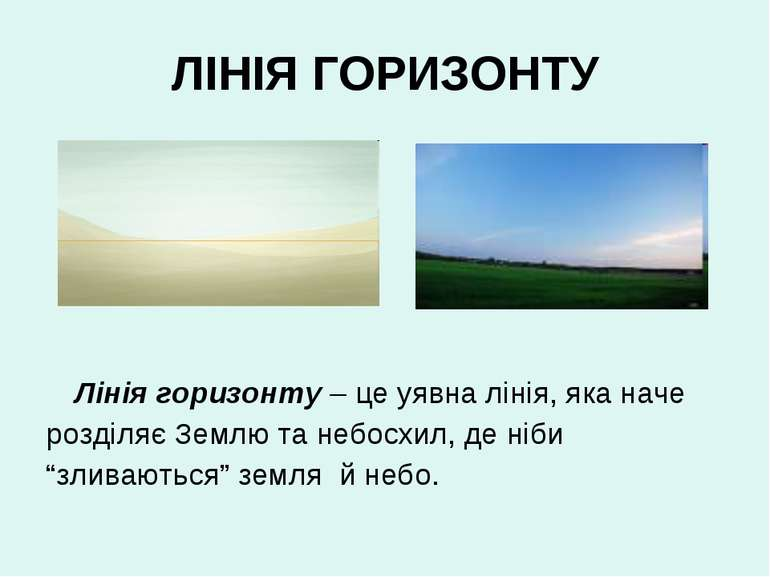 ЛІНІЯ ГОРИЗОНТУ
Лінія горизонту – це уявна лінія, яка наче
розділяє Землю та небосхил, де ніби
“зливаються” земля й небо.